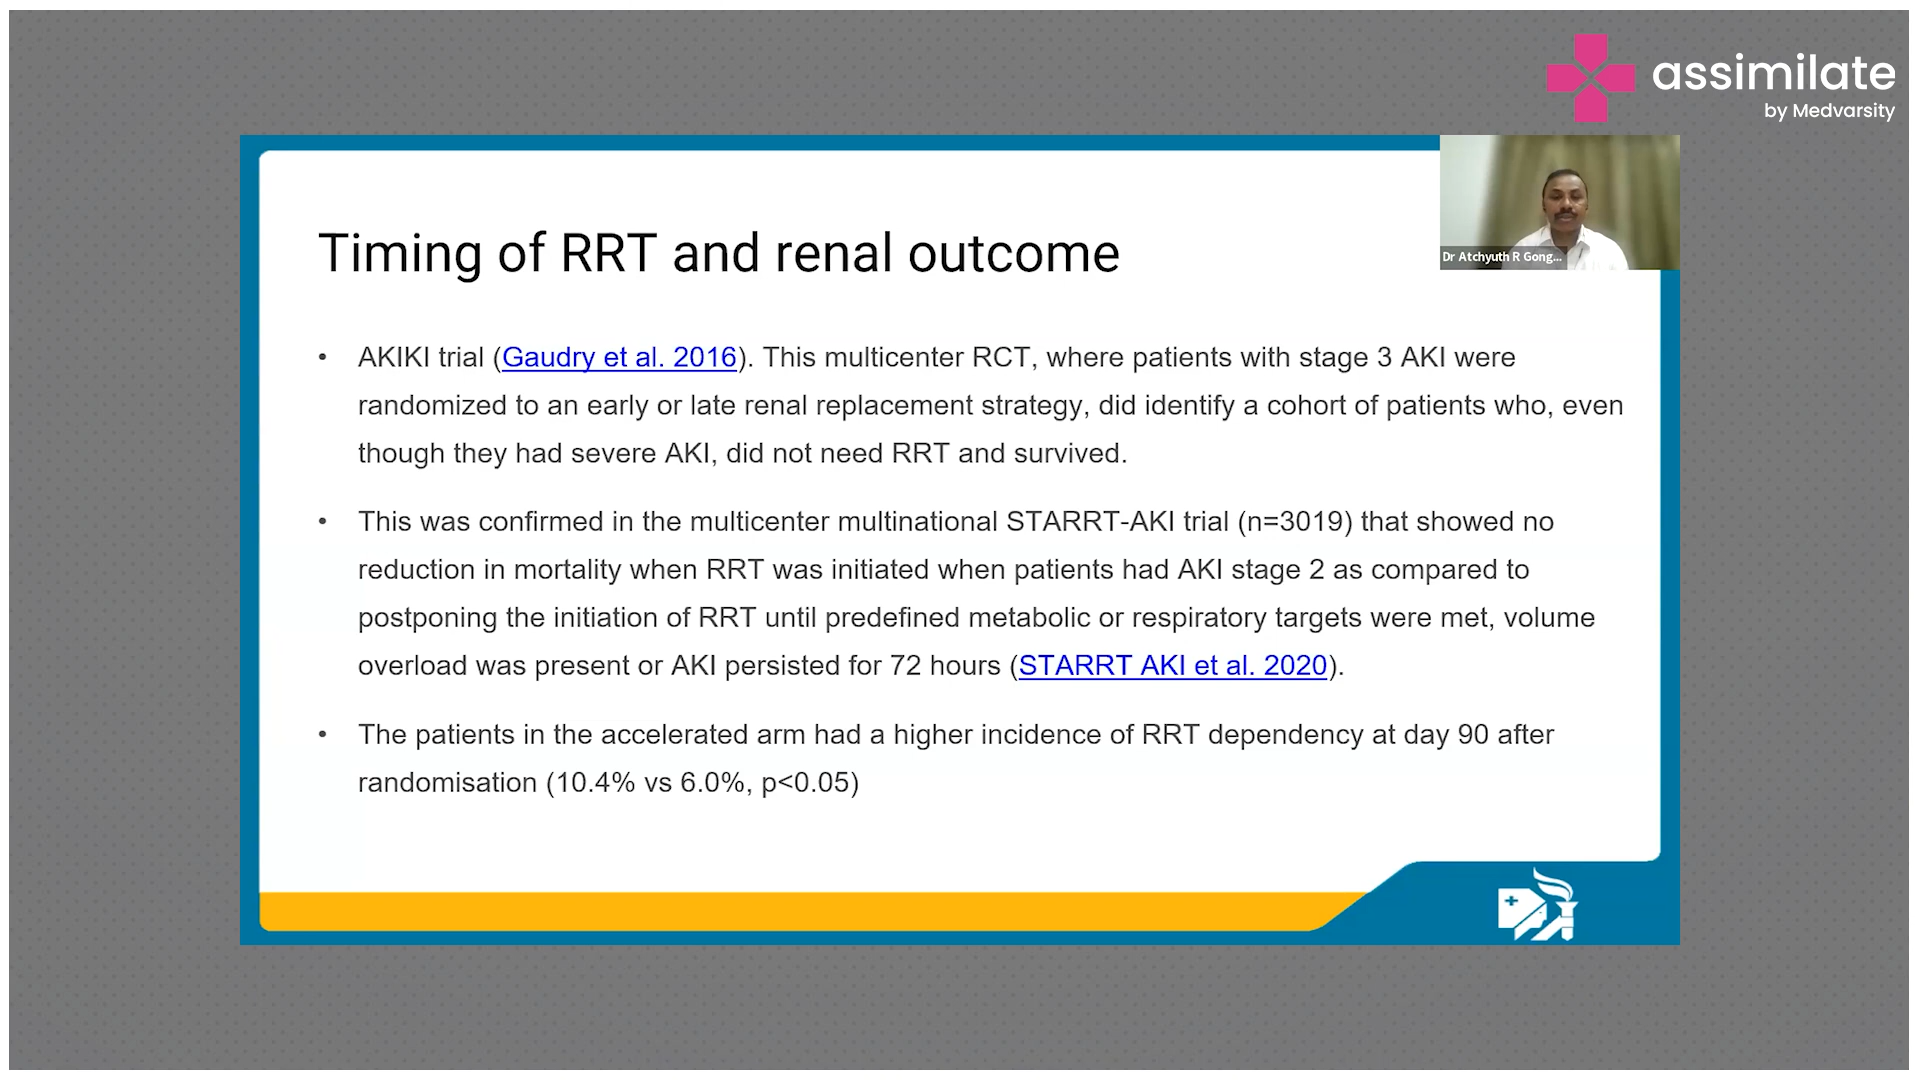 assimilate
by Medvarsity
Dr Atchyuth R Gong...
Timing of RRT and renal outcome
• AKIKI trial (Gaudry et al. 2016). This multicenter RCT, where patients with stage 3 AKI were
randomized to an early or late renal replacement strategy, did identify a cohort of patients who, even
though they had severe AKI, did not need RRT and survived.
• This was confirmed in the multicenter multinational STARRT-AKI trial (n=3019) that showed no
reduction in mortality when RRT was initiated when patients had AKI stage 2 as compared to
postponing the initiation of RRT until predefined metabolic or respiratory targets were met, volume
overload was present or AKI persisted for 72 hours (STARRT AKI et al. 2020).
• The patients in the accelerated arm had a higher incidence of RRT dependency at day 90 after
randomisation (10.4% vs 6.0%, p<0.05)